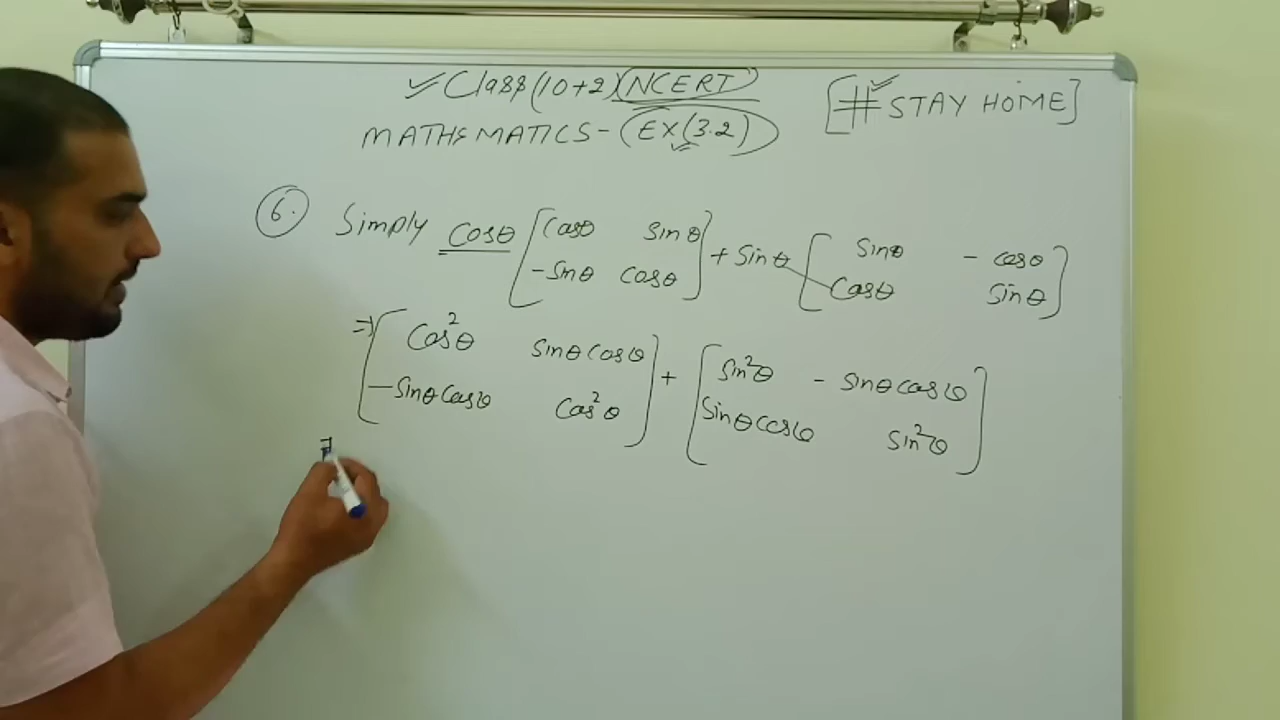 ✓Class(10+2)(NCERT)
[# STAY HOME]
MATHEMATICS-(EX(3.2))
6. Simply cosθ [cosθ sinθ + sinθ [sinθ - cosθ
-sinθ cosθ] cosθ sinθ]
⇒ [cos²θ sinθcosθ + [sin²θ - sinθcosθ
-sinθcosθ cos²θ] sinθcosθ sin²θ]